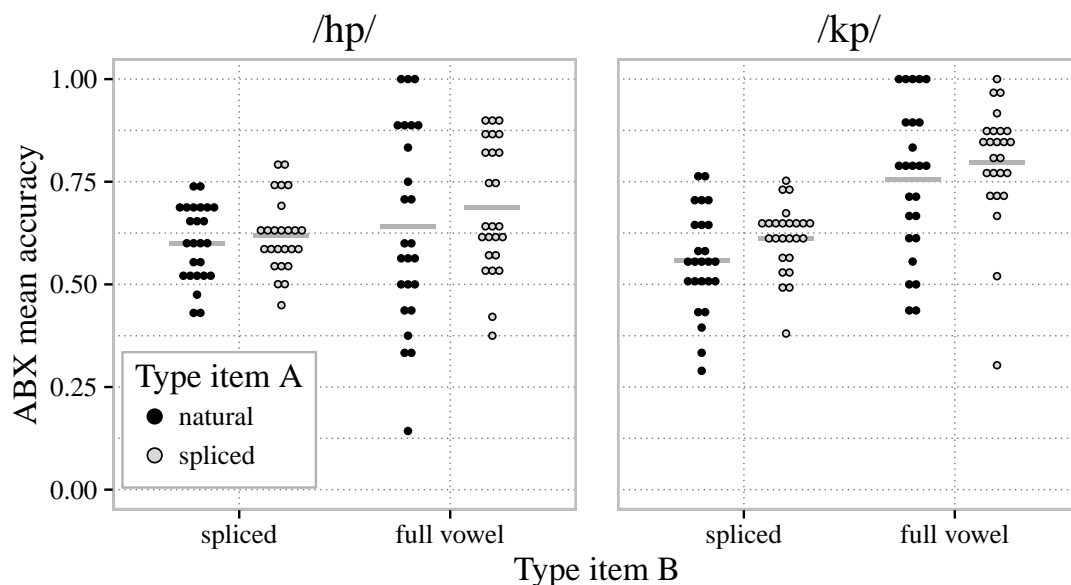 /hp/
/kp/
ABX mean accuracy
1.00
0.75
0.50
0.25
0.00
Type item A
natural
spliced
spliced
full vowel
spliced
full vowel
Type item B